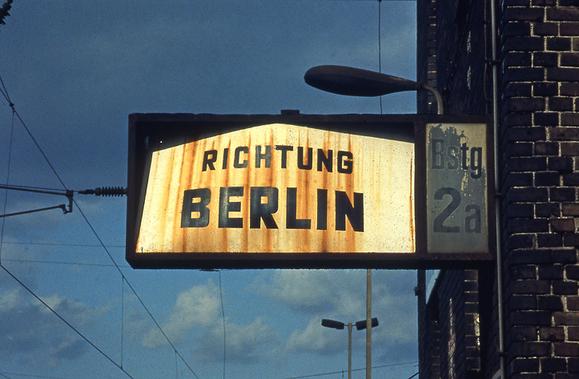 RICHTUNG
BERLIN
Bstg
2a